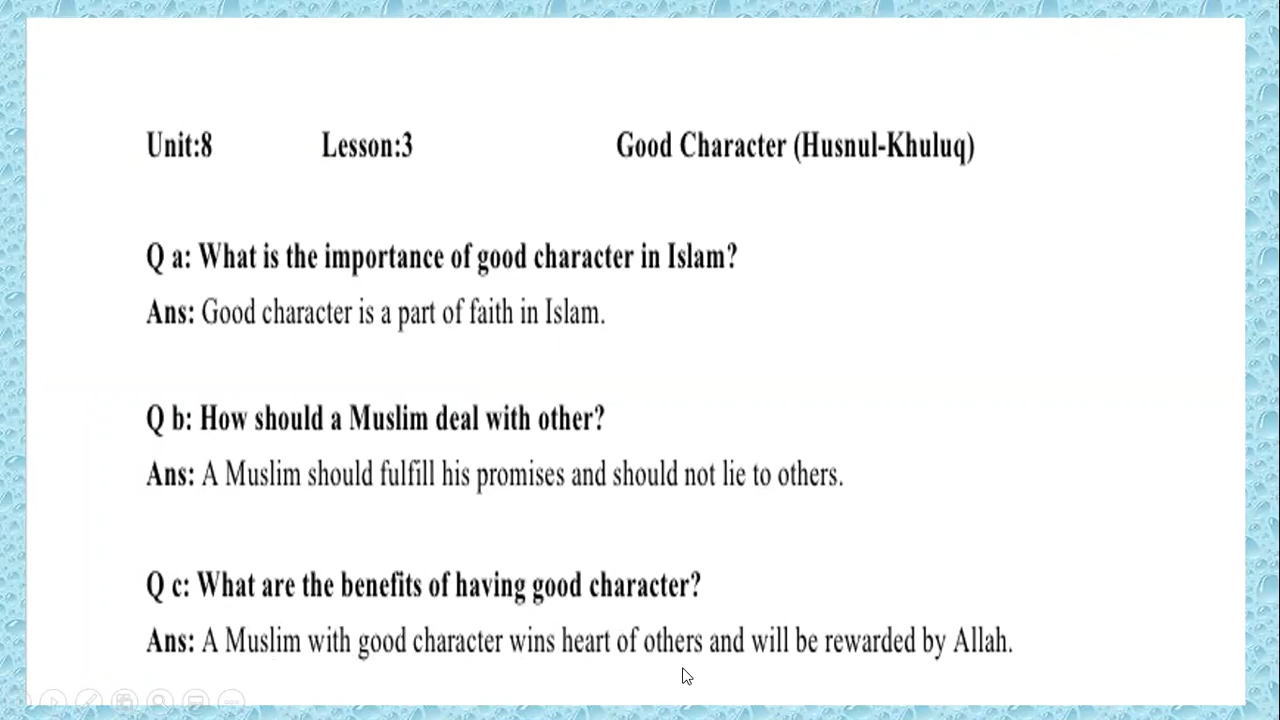 Unit:8 Lesson:3 Good Character (Husnul-Khuluq)
Q a: What is the importance of good character in Islam?
Ans: Good character is a part of faith in Islam.
Q b: How should a Muslim deal with other?
Ans: A Muslim should fulfill his promises and should not lie to others.
Q c: What are the benefits of having good character?
Ans: A Muslim with good character wins heart of others and will be rewarded by Allah.